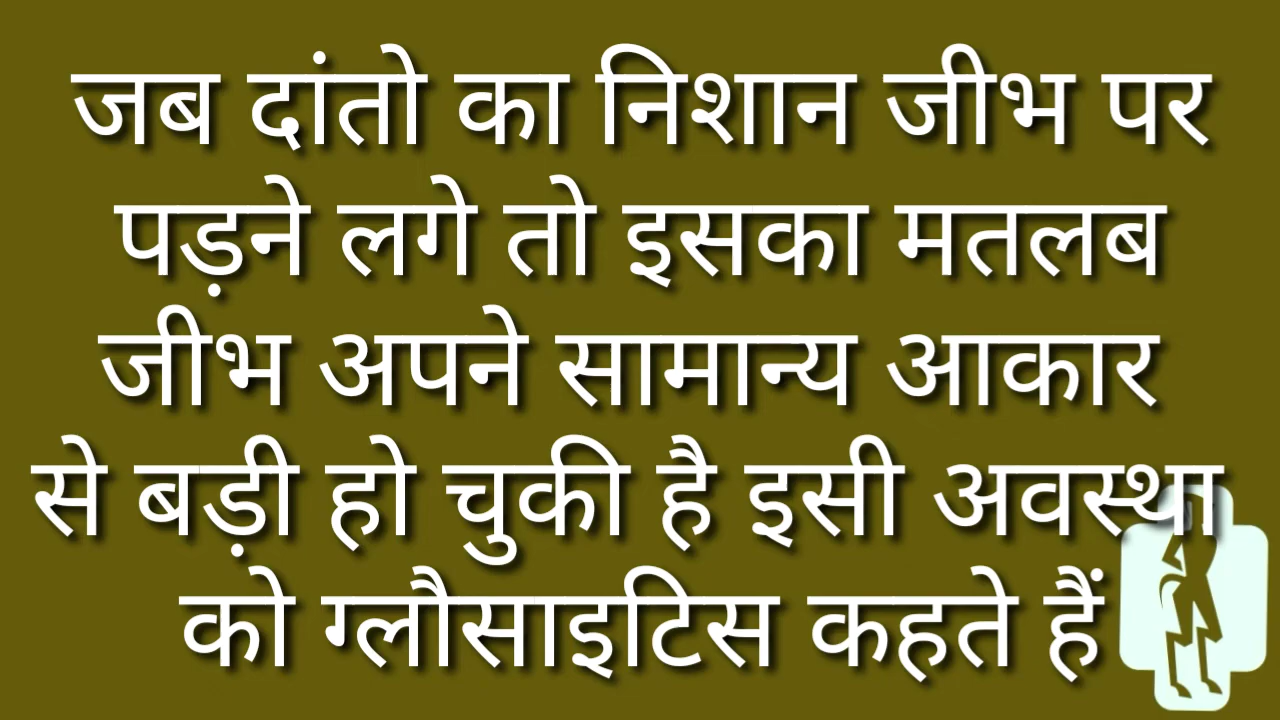 जब दांतो का निशान जीभ पर
पड़ने लगे तो इसका मतलब
जीभ अपने सामान्य आकार
से बड़ी हो चुकी है इसी अवस्था
को ग्लौसाइटिस कहते हैं